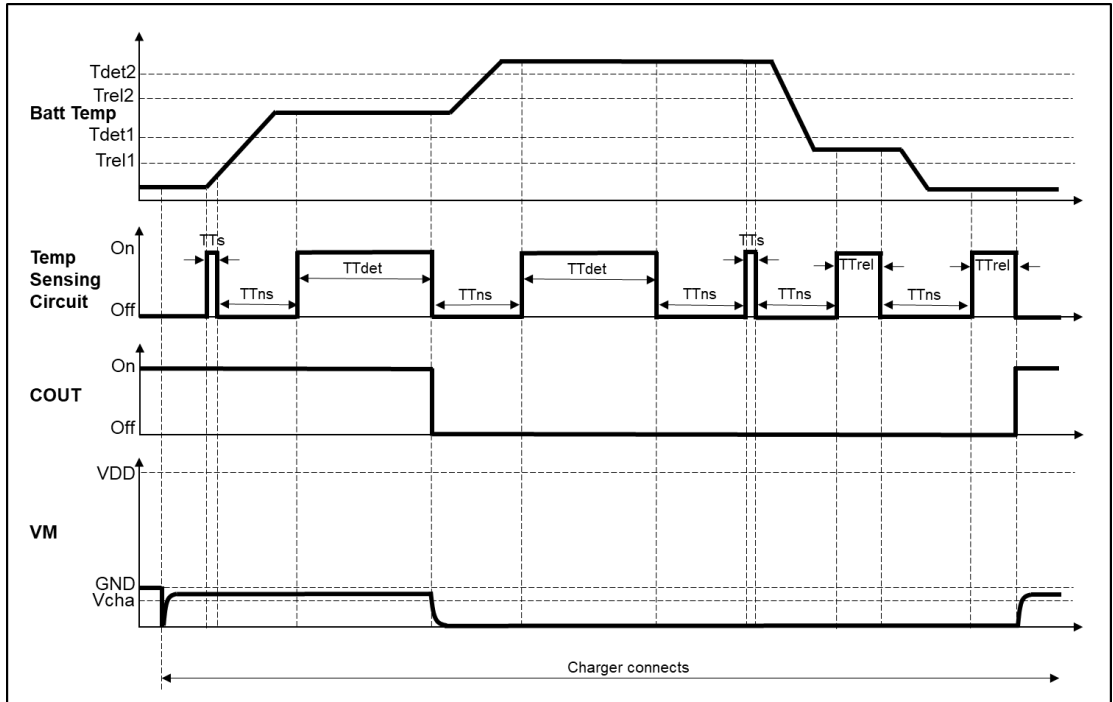 Tdet2
Trel2
Batt Temp
Tdet1
Trel1
On
TTs
TTs
Temp
Sensing
Circuit
TTdet
TTdet
TTrel
TTrel
TTns
TTns
TTns
TTns
TTns
Off
On
COUT
Off
VDD
VM
GND
Vcha
Charger connects